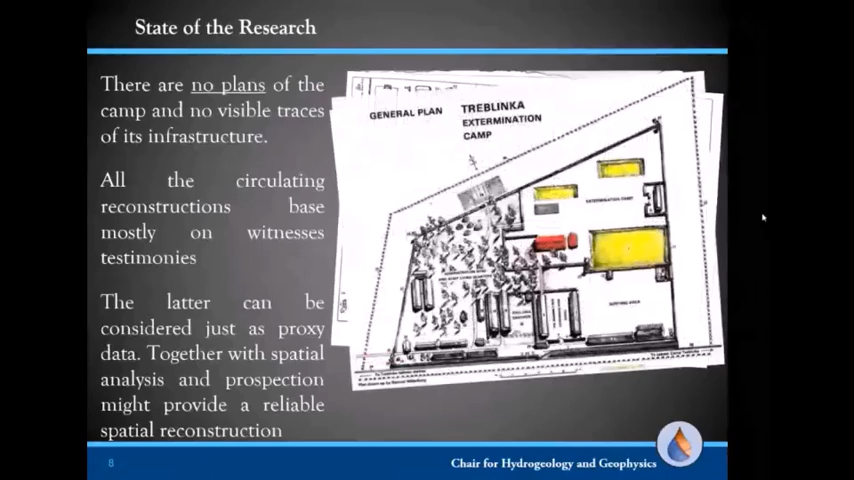 State of the Research
There are no plans of the
camp and no visible traces
of its infrastructure.
All the circulating
reconstructions base
mostly on witnesses
testimonies
The latter can be
considered just as proxy
data. Together with spatial
analysis and prospection
might provide a reliable
spatial reconstruction
GENERAL PLAN
TREBLINKA
EXTERMINATION
CAMP
EXTERMINATION CAMP
SORTING AREA
8
Chair for Hydrogeology and Geophysics